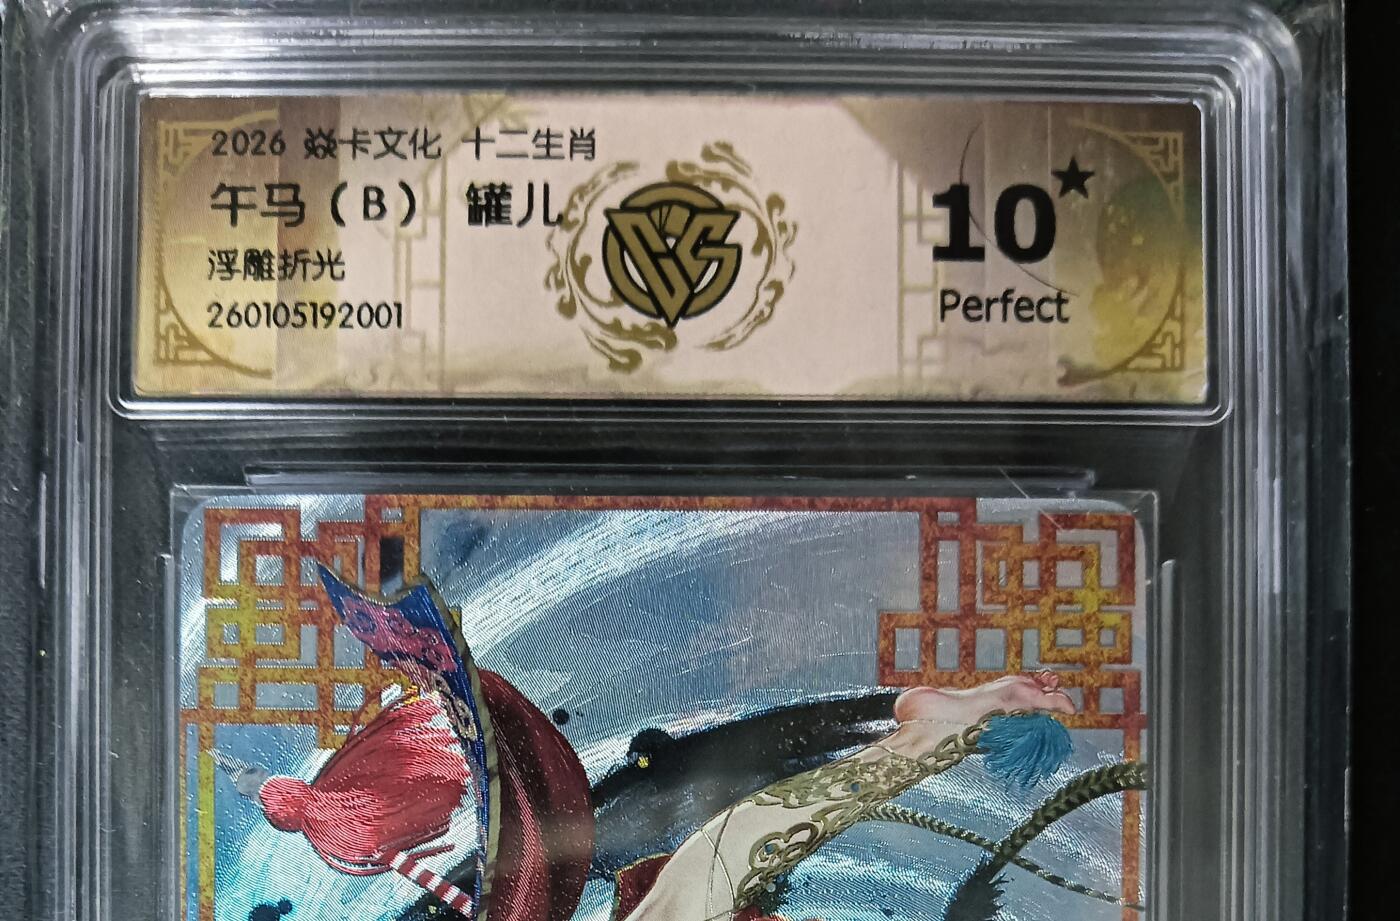 2026 焱卡文化 十二生肖
午马（B） 罐儿
浮雕折光
260105192001
CS
10★
Perfect